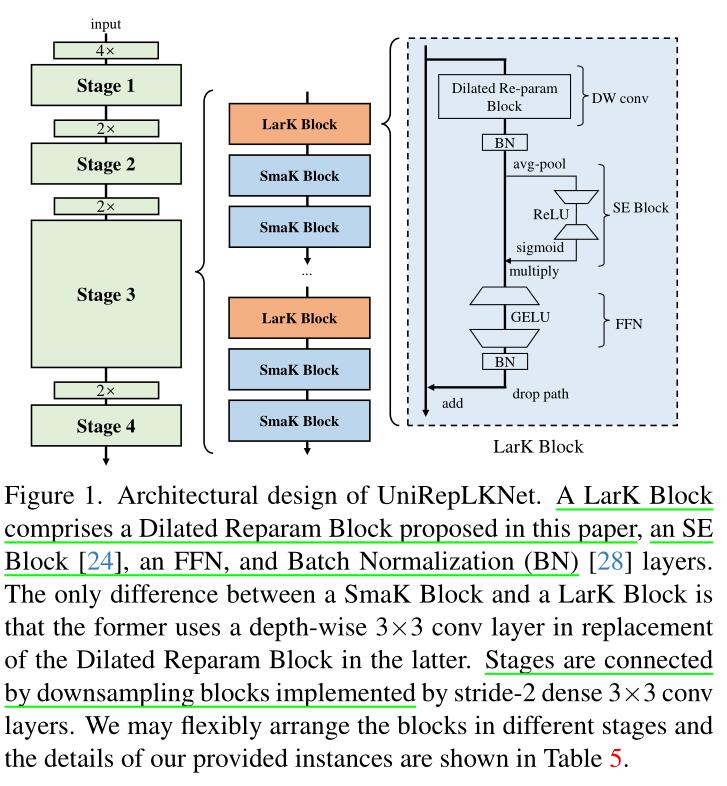 input
4×
Stage 1
2×
Stage 2
2×
Stage 3
2×
Stage 4
LarK Block
SmaK Block
SmaK Block
...
LarK Block
SmaK Block
SmaK Block
Dilated Re-param
Block
DW conv
BN
avg-pool
ReLU
SE Block
sigmoid
multiply
GELU
FFN
BN
drop path
add
LarK Block
Figure 1. Architectural design of UniRepLKNet. A LarK Block
comprises a Dilated Reparam Block proposed in this paper, an SE
Block [24], an FFN, and Batch Normalization (BN) [28] layers.
The only difference between a SmaK Block and a LarK Block is
that the former uses a depth-wise 3×3 conv layer in replacement
of the Dilated Reparam Block in the latter. Stages are connected
by downsampling blocks implemented by stride-2 dense 3×3 conv
layers. We may flexibly arrange the blocks in different stages and
the details of our provided instances are shown in Table 5.